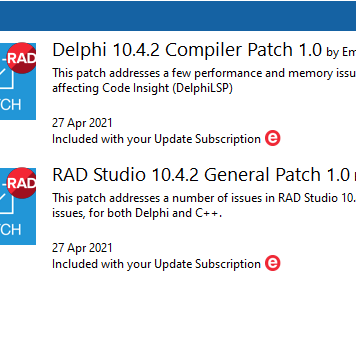 -RAD
TCH
Delphi 10.4.2 Compiler Patch 1.0 by Em
This patch addresses a few performance and memory issu
affecting Code Insight (DelphiLSP)
27 Apr 2021
Included with your Update Subscription e
-RAD
TCH
RAD Studio 10.4.2 General Patch 1.0
This patch addresses a number of issues in RAD Studio 10.
issues, for both Delphi and C++.
27 Apr 2021
Included with your Update Subscription e